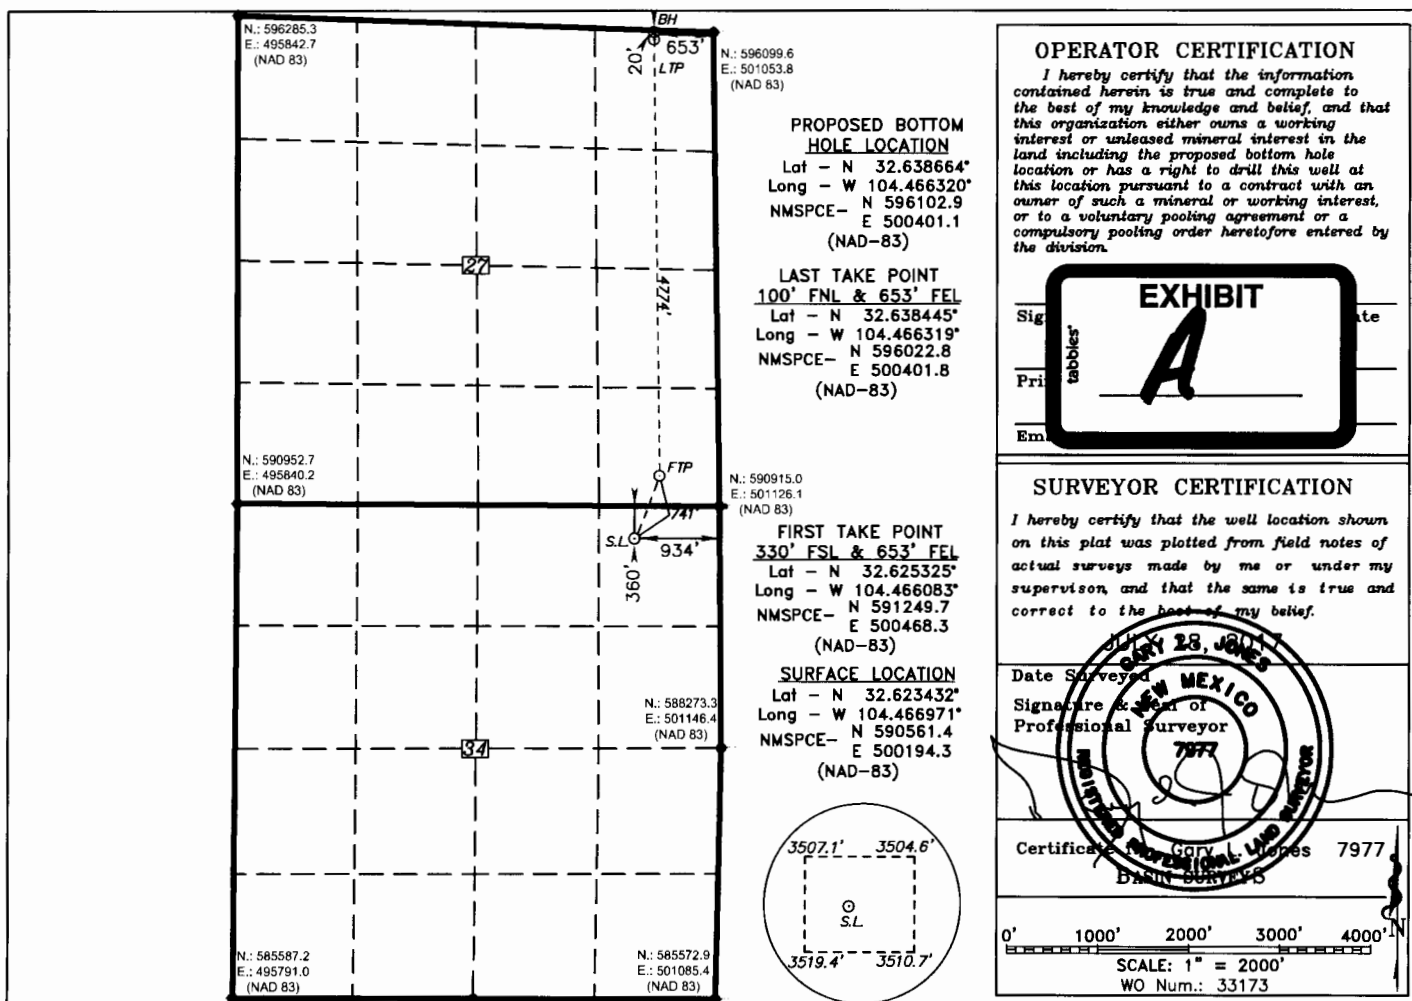 N.: 596285.3
E.: 495842.7
(NAD 83)
BH
20'
653'
LTP
N.: 596099.6
E.: 501053.8
(NAD 83)
27
4774'
N.: 590952.7
E.: 495840.2
(NAD 83)
FTP
N.: 590915.0
E.: 501126.1
(NAD 83)
741'
S.L.
934'
360'
N.: 588273.3
E.: 501146.4
(NAD 83)
34
N.: 585587.2
E.: 495791.0
(NAD 83)
N.: 585572.9
E.: 501085.4
(NAD 83)
PROPOSED BOTTOM
HOLE LOCATION
Lat - N 32.638664°
Long - W 104.466320°
NMSPCE- N 596102.9
E 500401.1
(NAD-83)
LAST TAKE POINT
100' FNL & 653' FEL
Lat - N 32.638445°
Long - W 104.466319°
NMSPCE- N 596022.8
E 500401.8
(NAD-83)
FIRST TAKE POINT
330' FSL & 653' FEL
Lat - N 32.625325°
Long - W 104.466083°
NMSPCE- N 591249.7
E 500468.3
(NAD-83)
SURFACE LOCATION
Lat - N 32.623432°
Long - W 104.466971°
NMSPCE- N 590561.4
E 500194.3
(NAD-83)
3507.1' 3504.6'
S.L.
3519.4' 3510.7'
OPERATOR CERTIFICATION
I hereby certify that the information
contained herein is true and complete to
the best of my knowledge and belief, and that
this organization either owns a working
interest or unleased mineral interest in the
land including the proposed bottom hole
location or has a right to drill this well at
this location pursuant to a contract with an
owner of such a mineral or working interest,
or to a voluntary pooling agreement or a
compulsory pooling order heretofore entered by
the division.
EXHIBIT
A
tabbies®
SURVEYOR CERTIFICATION
I hereby certify that the well location shown
on this plat was plotted from field notes of
actual surveys made by me or under my
supervison, and that the same is true and
correct to the best of my belief.
JULY 2017
Date Surveyed
Signature & Seal of
Professional Surveyor
GARY L. JONES
NEW MEXICO
7977
REGISTERED PROFESSIONAL LAND SURVEYOR
Certificate Gary L. Jones 7977
BASIN SURVEYS
0' 1000' 2000' 3000' 4000'
N
SCALE: 1" = 2000'
WO Num.: 33173